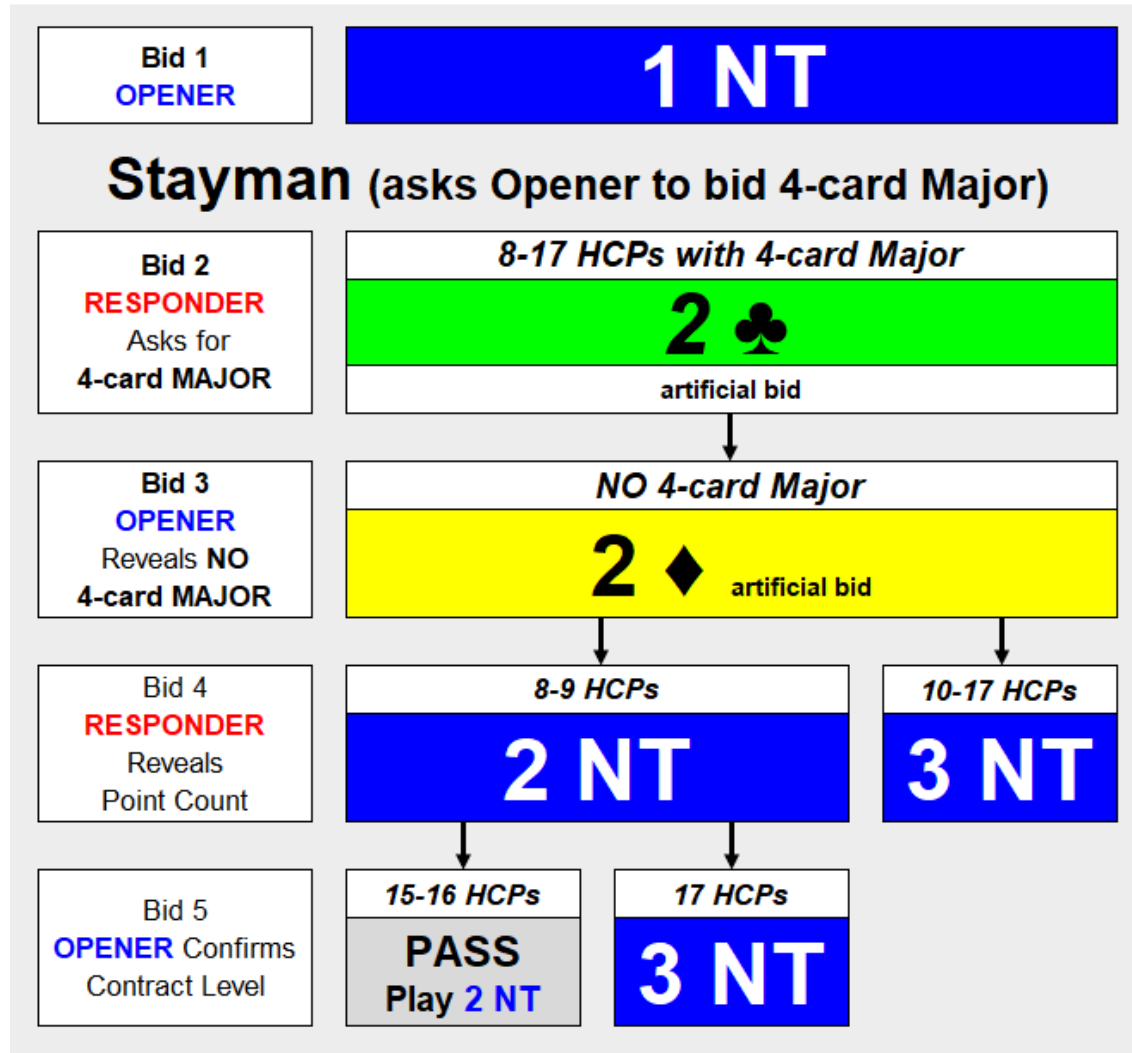 Bid 1
OPENER
1 NT
Stayman (asks Opener to bid 4-card Major)
Bid 2
RESPONDER
Asks for
4-card MAJOR
8-17 HCPs with 4-card Major
2 ♣
artificial bid
Bid 3
OPENER
Reveals NO
4-card MAJOR
NO 4-card Major
2 ♦ artificial bid
Bid 4
RESPONDER
Reveals
Point Count
8-9 HCPs
2 NT
10-17 HCPs
3 NT
Bid 5
OPENER Confirms
Contract Level
15-16 HCPs
PASS
Play 2 NT
17 HCPs
3 NT